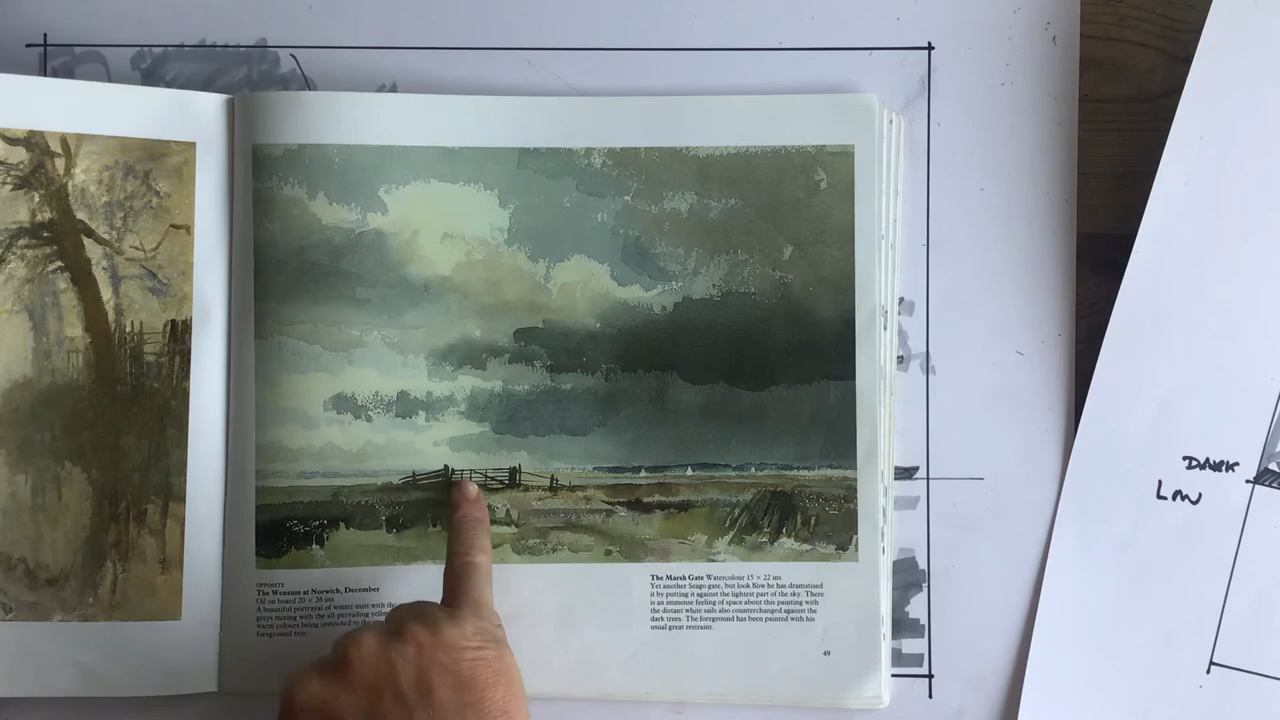 OPPOSITE
The Wensum at Norwich, December
Oil on board 20 × 26 ins
A beautiful portrayal of winter mist with the
greys mixing with the all-pervading
warm colours being restricted to the
foreground tree.
The Marsh Gate Watercolour 15 × 22 ins
Yet another Seago gate, but look how he has dramatised
it by putting it against the lightest part of the sky. There
is an immense feeling of space about this painting with
the distant white sails also counterchanged against the
dark trees. The foreground has been painted with his
usual great restraint.
49
DARK
LOW